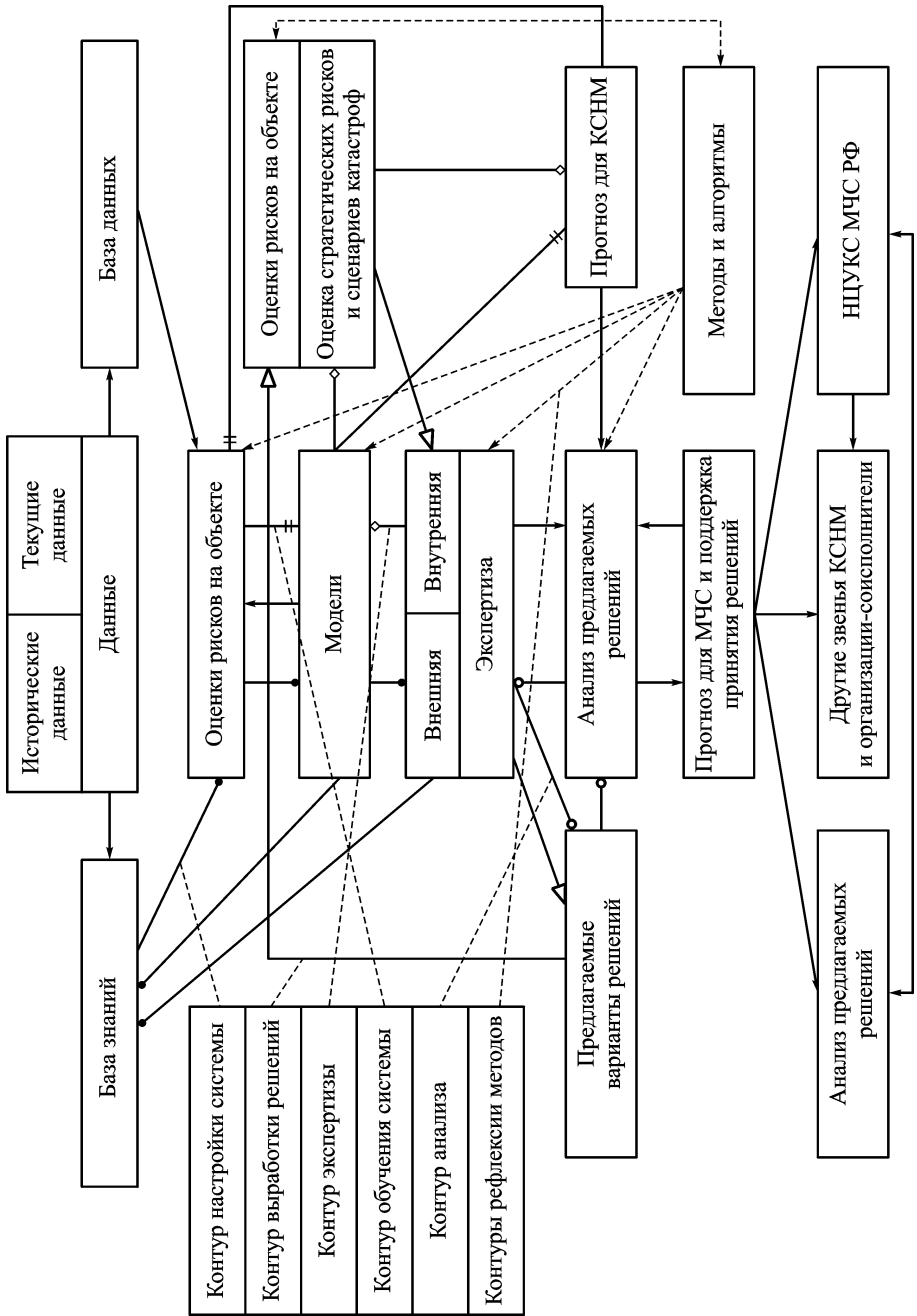 Исторические
данные
Текущие
данные
Данные
База знаний
База данных
Контур настройки системы
Контур выработки решений
Контур экспертизы
Контур обучения системы
Контур анализа
Контуры рефлексии методов
Оценки рисков на объекте
Модели
Внешняя
Внутренняя
Экспертиза
Оценки рисков на объекте
Оценка стратегических рисков
и сценариев катастроф
Предлагаемые
варианты решений
Анализ предлагаемых
решений
Прогноз для КСНМ
Прогноз для МЧС и поддержка
принятия решений
Методы и алгоритмы
Анализ предлагаемых
решений
Другие звенья КСНМ
и организации-соисполнители
НЦУКС МЧС РФ